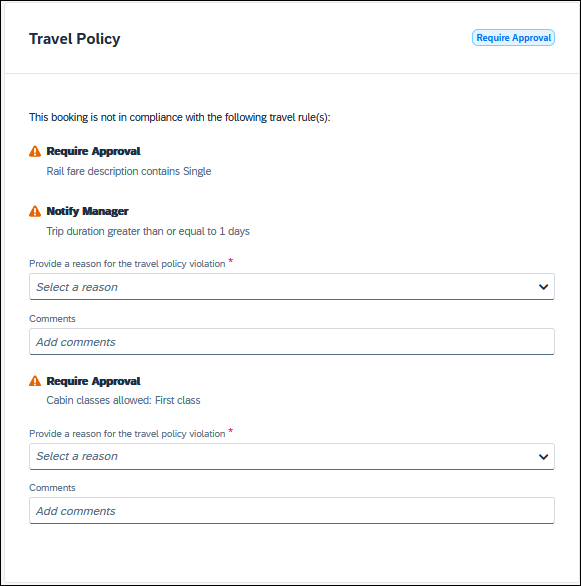 Travel Policy
Require Approval
This booking is not in compliance with the following travel rule(s):
Require Approval
Rail fare description contains Single
Notify Manager
Trip duration greater than or equal to 1 days
Provide a reason for the travel policy violation *
Select a reason
Comments
Add comments
Require Approval
Cabin classes allowed: First class
Provide a reason for the travel policy violation *
Select a reason
Comments
Add comments